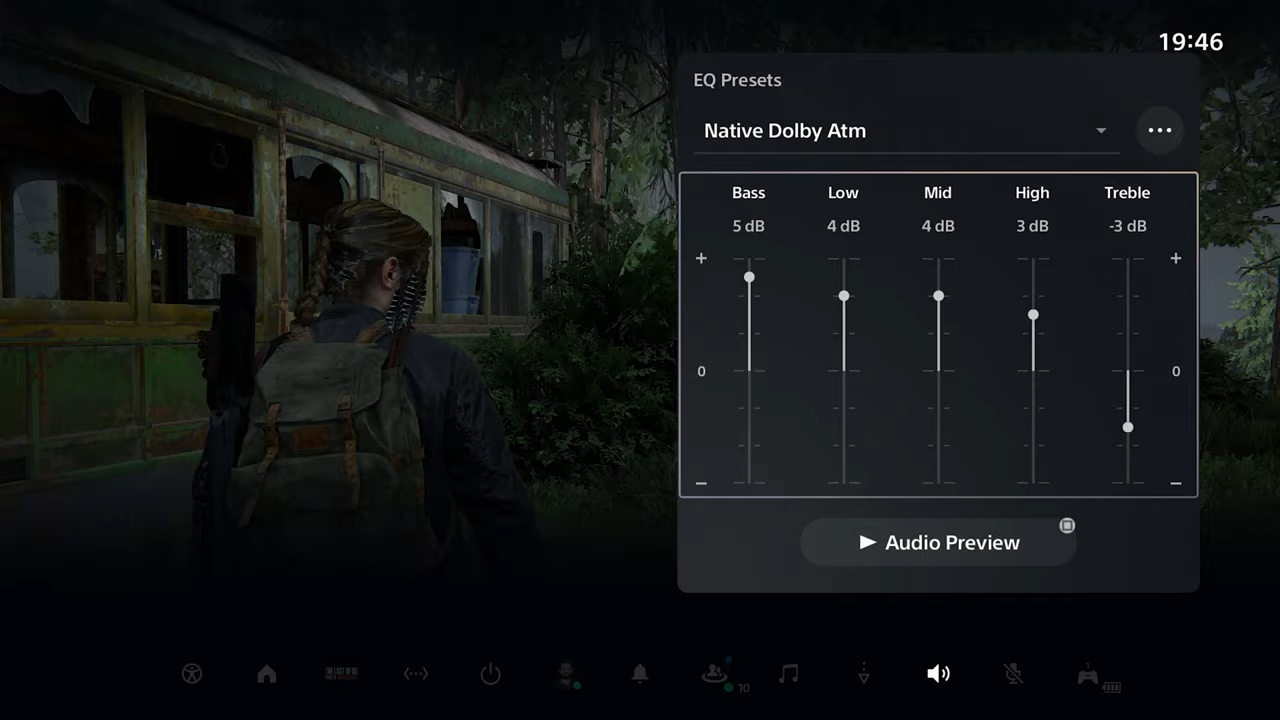 19:46
EQ Presets
Native Dolby Atm
Bass Low Mid High Treble
5 dB 4 dB 4 dB 3 dB -3 dB
+ +
0 0
− −
Audio Preview
10
1